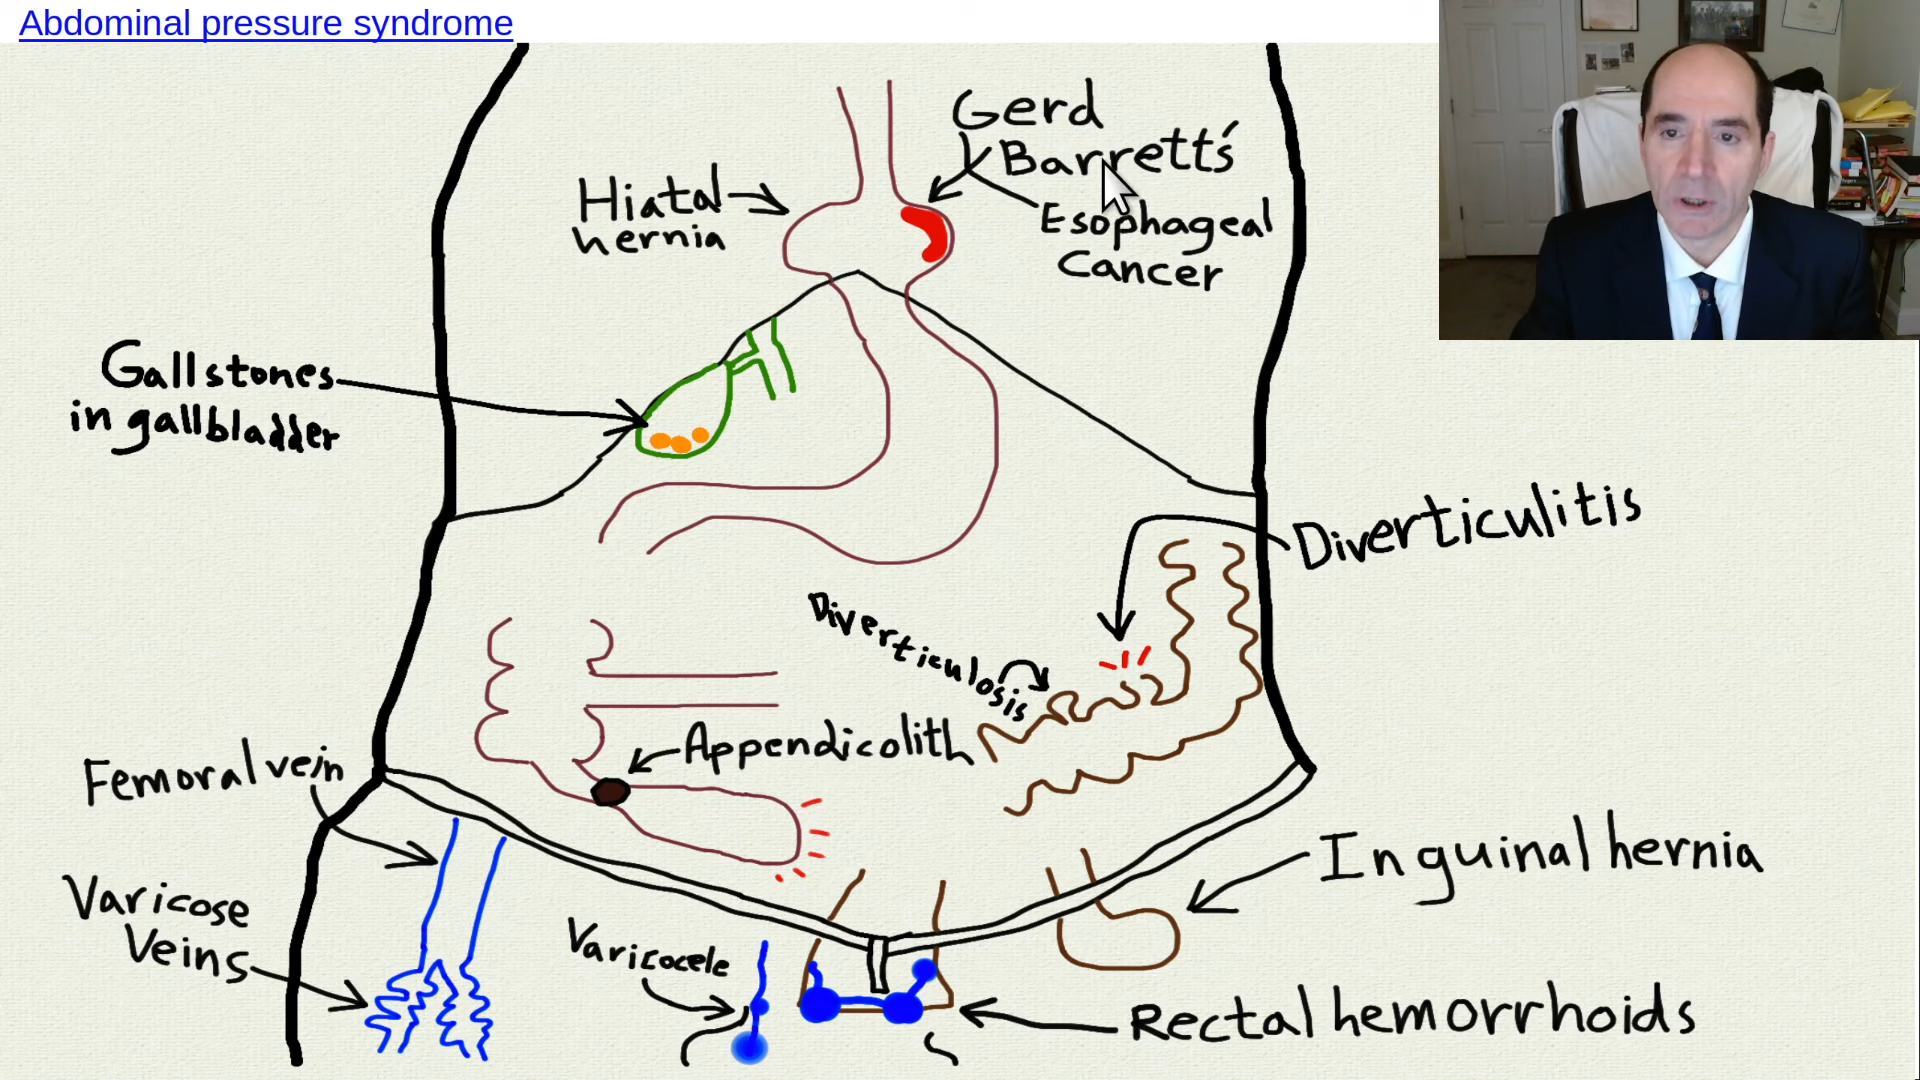 Abdominal pressure syndrome
Gerd
Barrett's
Esophageal
Cancer
Hiatal
hernia
Gallstones
in gallbladder
Diverticulitis
Diverticulosis
Appendicolith
Femoral vein
Varicose
Veins
Varicocele
Inguinal hernia
Rectal hemorrhoids